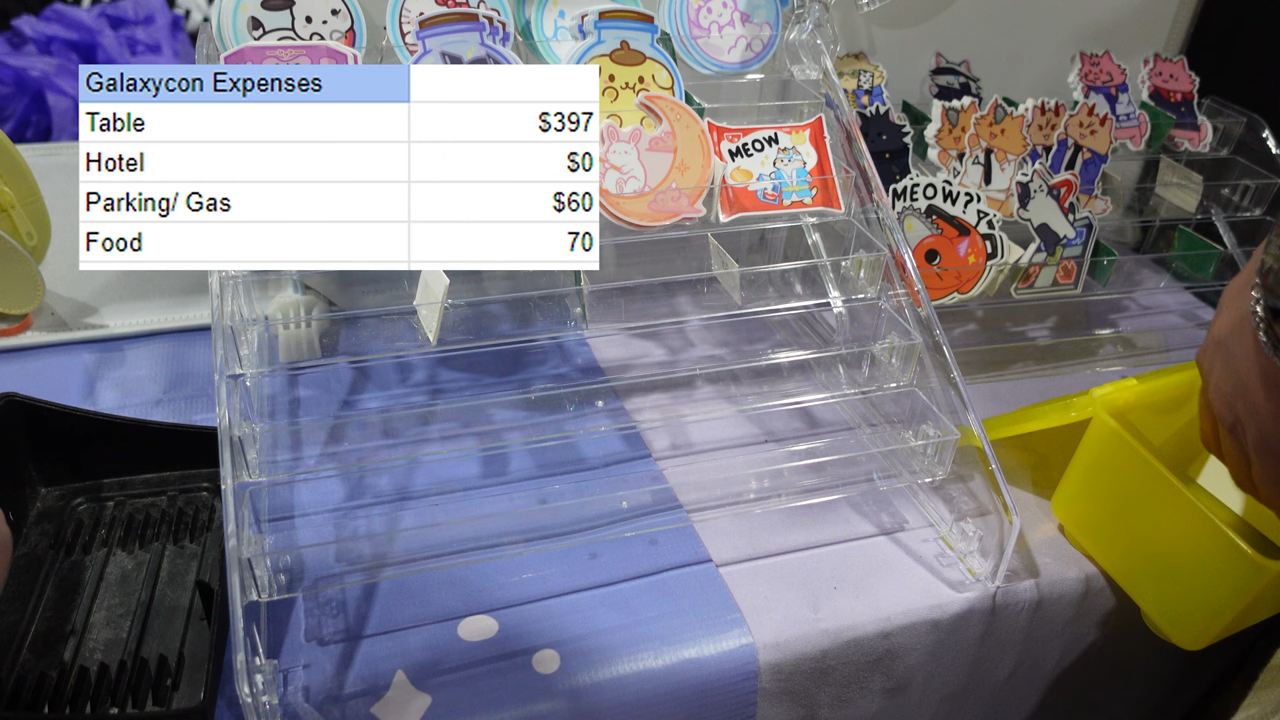 Galaxycon Expenses
Table $397
Hotel $0
Parking/ Gas $60
Food 70
MEOW
MEOW??